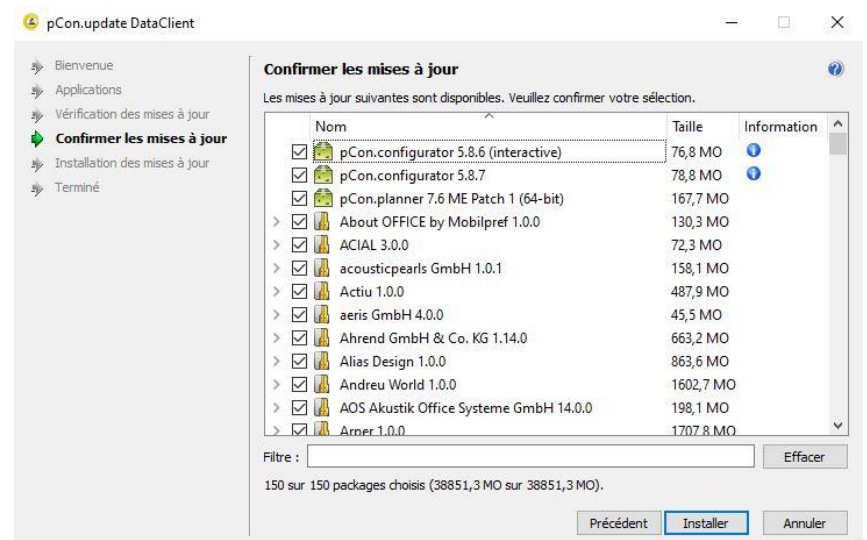 pCon.update DataClient
Bienvenue
Applications
Vérification des mises à jour
Confirmer les mises à jour
Installation des mises à jour
Terminé
Confirmer les mises à jour
Les mises à jour suivantes sont disponibles. Veuillez confirmer votre sélection.
Nom Taille Information
pCon.configurator 5.8.6 (interactive) 76,8 MO
pCon.configurator 5.8.7 78,8 MO
pCon.planner 7.6 ME Patch 1 (64-bit) 167,7 MO
About OFFICE by Mobilpref 1.0.0 130,3 MO
ACIAL 3.0.0 72,3 MO
acousticpearls GmbH 1.0.1 158,1 MO
Actiu 1.0.0 487,9 MO
aeris GmbH 4.0.0 45,5 MO
Ahrend GmbH & Co. KG 1.14.0 663,2 MO
Alias Design 1.0.0 863,6 MO
Andreu World 1.0.0 1602,7 MO
AOS Akustik Office Systeme GmbH 14.0.0 198,1 MO
Arper 1.0.0 1707,8 MO
Filtre :
Effacer
150 sur 150 packages choisis (38851,3 MO sur 38851,3 MO).
Précédent Installer Annuler